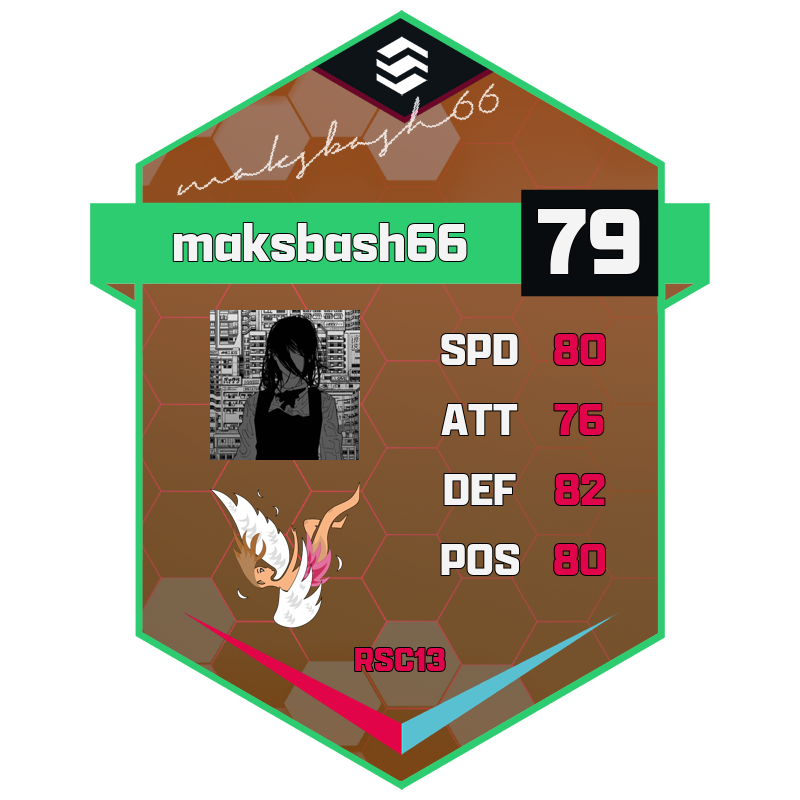 maksbash66
maksbash66
79
SPD 80
ATT 76
DEF 82
POS 80
RSC13